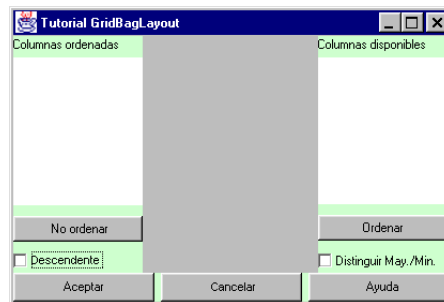 Tutorial GridBagLayout
Columnas ordenadas
Columnas disponibles
No ordenar
Ordenar
Descendente
Distinguir May./Min.
Aceptar
Cancelar
Ayuda